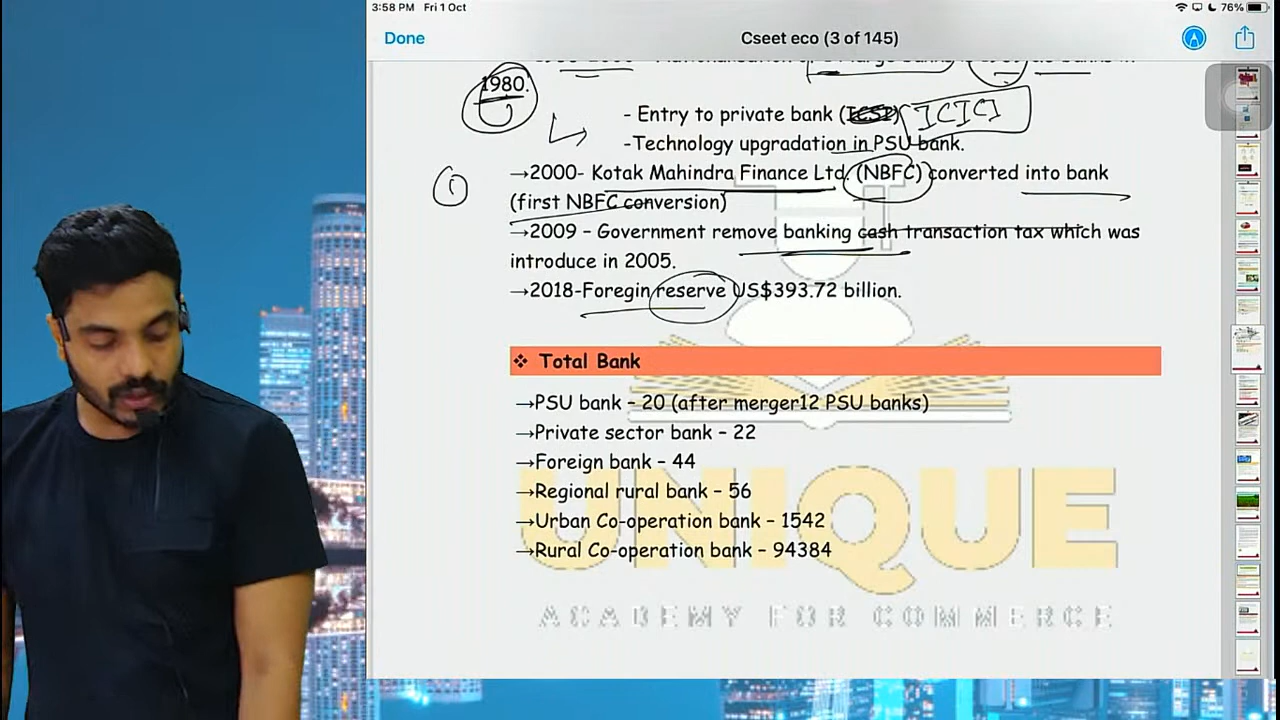 3:58 PM Fri 1 Oct
76%
Done
Cseet eco (3 of 145)
1980.
- Entry to private bank (ICSI) ICICI
-Technology upgradation in PSU bank.
→2000- Kotak Mahindra Finance Ltd. (NBFC) converted into bank
(first NBFC conversion)
→2009 – Government remove banking cash transaction tax which was
introduce in 2005.
→2018-Foregin reserve US$393.72 billion.
❖ Total Bank
→PSU bank – 20 (after merger12 PSU banks)
→Private sector bank – 22
→Foreign bank – 44
→Regional rural bank – 56
→Urban Co-operation bank – 1542
→Rural Co-operation bank – 94384
UNIQUE
ACADEMY FOR COMMERCE